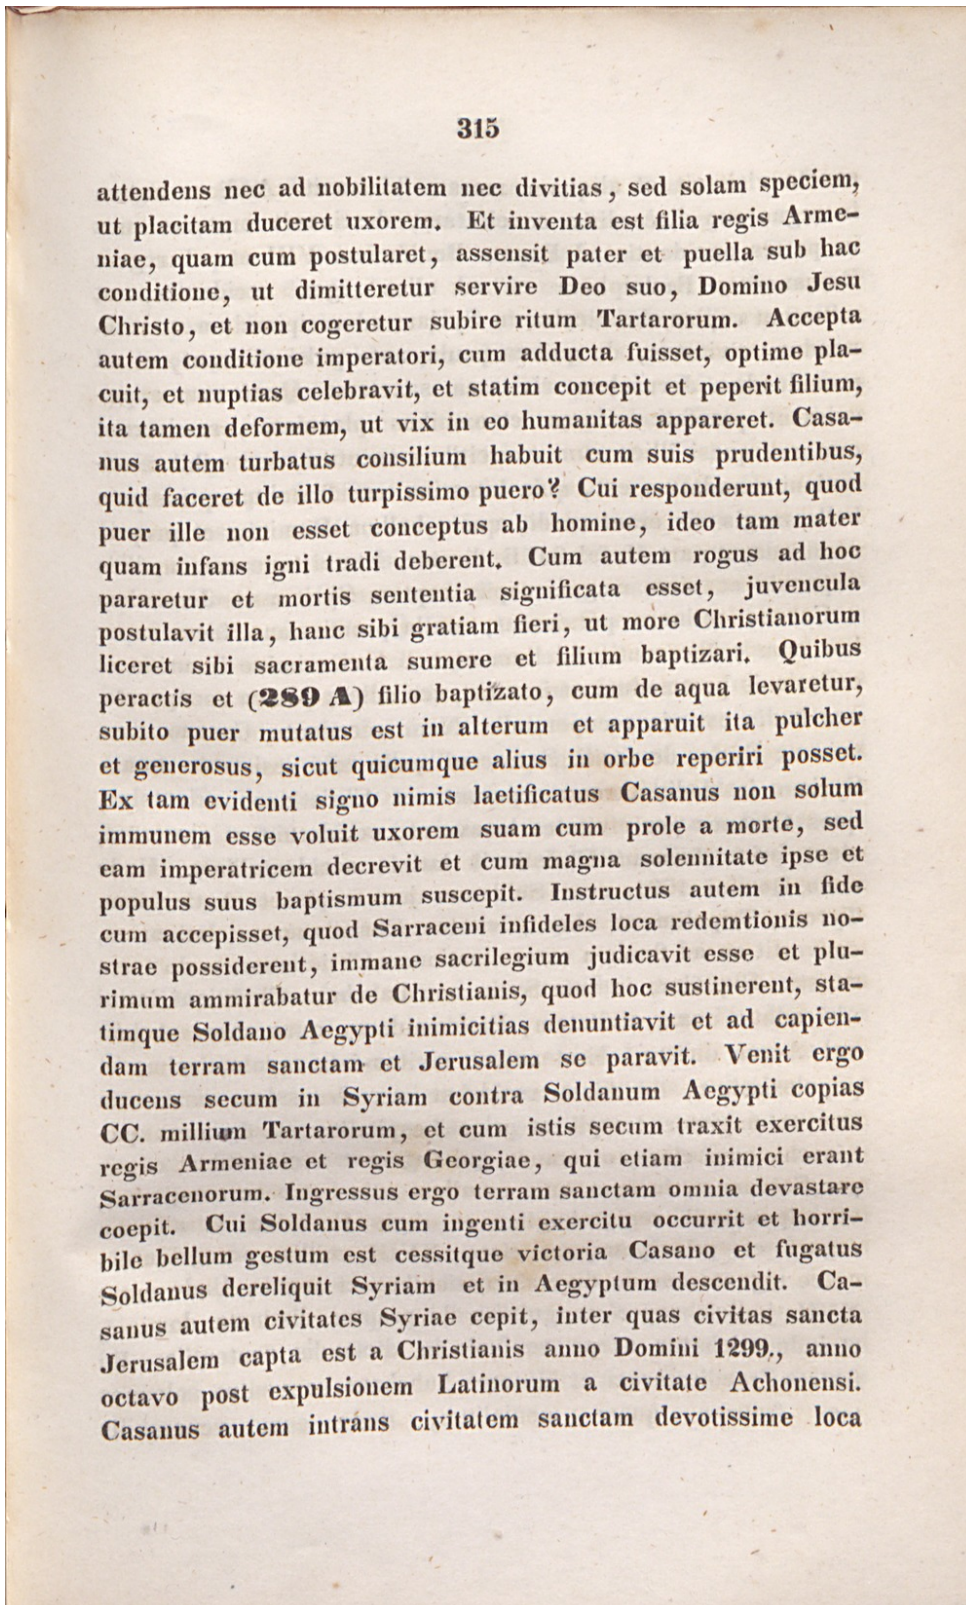 315
attendens nec ad nobilitatem nec divitias, sed solam speciem,
ut placitam duceret uxorem. Et inventa est filia regis Arme-
niae, quam cum postularet, assensit pater et puella sub hac
conditione, ut dimitteretur servire Deo suo, Domino Jesu
Christo, et non cogeretur subire ritum Tartarorum. Accepta
autem conditione imperatori, cum adducta fuisset, optime pla-
cuit, et nuptias celebravit, et statim concepit et peperit filium,
ita tamen deformem, ut vix in eo humanitas appareret. Casa-
nus autem turbatus consilium habuit cum suis prudentibus,
quid faceret de illo turpissimo puero? Cui responderunt, quod
puer ille non esset conceptus ab homine, ideo tam mater
quam infans igni tradi deberent. Cum autem rogus ad hoc
pararetur et mortis sententia significata esset, juvencula
postulavit illa, hanc sibi gratiam fieri, ut more Christianorum
liceret sibi sacramenta sumere et filium baptizari. Quibus
peractis et (289 A) filio baptizato, cum de aqua levaretur,
subito puer mutatus est in alterum et apparuit ita pulcher
et generosus, sicut quicumque alius in orbe reperiri posset.
Ex tam evidenti signo nimis laetificatus Casanus non solum
immunem esse voluit uxorem suam cum prole a morte, sed
eam imperatricem decrevit et cum magna solennitate ipse et
populus suus baptismum suscepit. Instructus autem in fide
cum accepisset, quod Sarraceni infideles loca redemtionis no-
strae possiderent, immane sacrilegium judicavit esse et plu-
rimum ammirabatur de Christianis, quod hoc sustinerent, sta-
timque Soldano Aegypti inimicitias denuntiavit et ad capien-
dam terram sanctam et Jerusalem se paravit. Venit ergo
ducens secum in Syriam contra Soldanum Aegypti copias
CC. millium Tartarorum, et cum istis secum traxit exercitus
regis Armeniae et regis Georgiae, qui etiam inimici erant
Sarracenorum. Ingressus ergo terram sanctam omnia devastare
coepit. Cui Soldanus cum ingenti exercitu occurrit et horri-
bile bellum gestum est cessitque victoria Casano et fugatus
Soldanus dereliquit Syriam et in Aegyptum descendit. Ca-
sanus autem civitates Syriae cepit, inter quas civitas sancta
Jerusalem capta est a Christianis anno Domini 1299., anno
octavo post expulsionem Latinorum a civitate Achonensi.
Casanus autem intrans civitatem sanctam devotissime loca